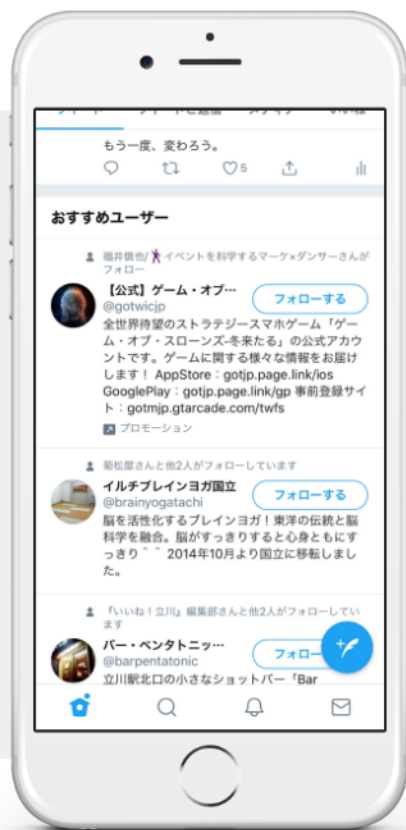 もう一度、変わろう。
5
おすすめユーザー
福井慎也/🕺イベントを科学するマーケ×ダンサーさんが
フォロー
【公式】ゲーム・オブ…
フォローする
@gotwicjp
全世界待望のストラテジースマホゲーム「ゲー
ム・オブ・スローンズ-冬来たる」の公式アカウ
ントです。ゲームに関する様々な情報をお届け
します！ AppStore：gotjp.page.link/ios
GooglePlay：gotjp.page.link/gp 事前登録サイ
ト：gotmjp.gtarcade.com/twfs
プロモーション
菊松屋さんと他2人がフォローしています
イルチブレインヨガ国立
フォローする
@brainyogatachi
脳を活性化するブレインヨガ！東洋の伝統と脳
科学を融合。脳がすっきりすると心身ともにす
っきり＾＾ 2014年10月より国立に移転しまし
た。
『いいね！立川』編集部さんと他2人がフォローしてい
ます
バー・ペンタトニッ…
フォロー
@barpentatonic
立川駅北口の小さなショットバー「Bar